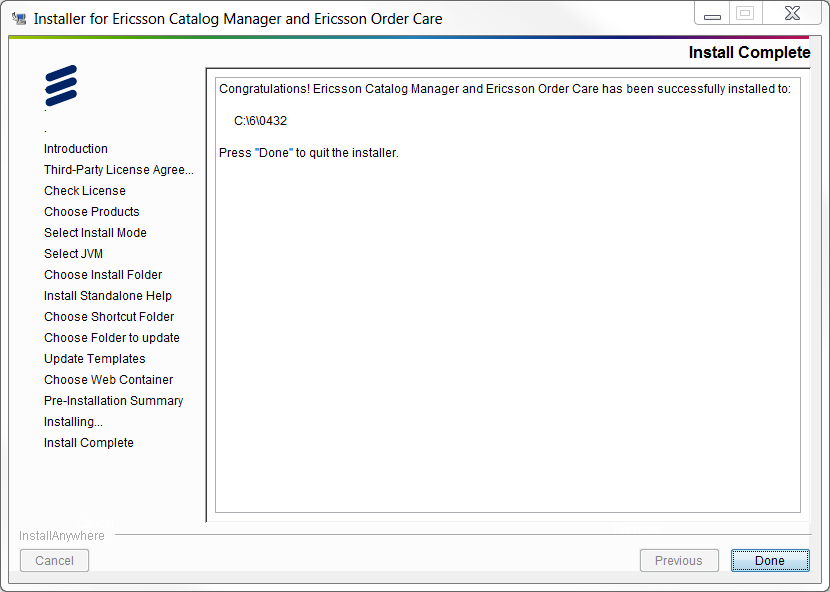 Installer for Ericsson Catalog Manager and Ericsson Order Care
Install Complete
.
.
Introduction
Third-Party License Agree...
Check License
Choose Products
Select Install Mode
Select JVM
Choose Install Folder
Install Standalone Help
Choose Shortcut Folder
Choose Folder to update
Update Templates
Choose Web Container
Pre-Installation Summary
Installing...
Install Complete
Congratulations! Ericsson Catalog Manager and Ericsson Order Care has been successfully installed to:
C:\6\0432
Press "Done" to quit the installer.
InstallAnywhere
Cancel
Previous
Done